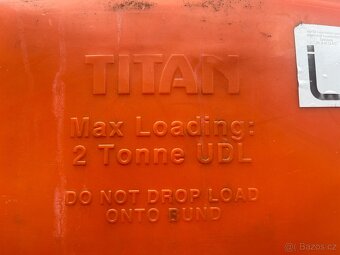 TITAN
Max Loading:
2 Tonne UDL
DO NOT DROP LOAD
ONTO BUND
© Bazos.cz